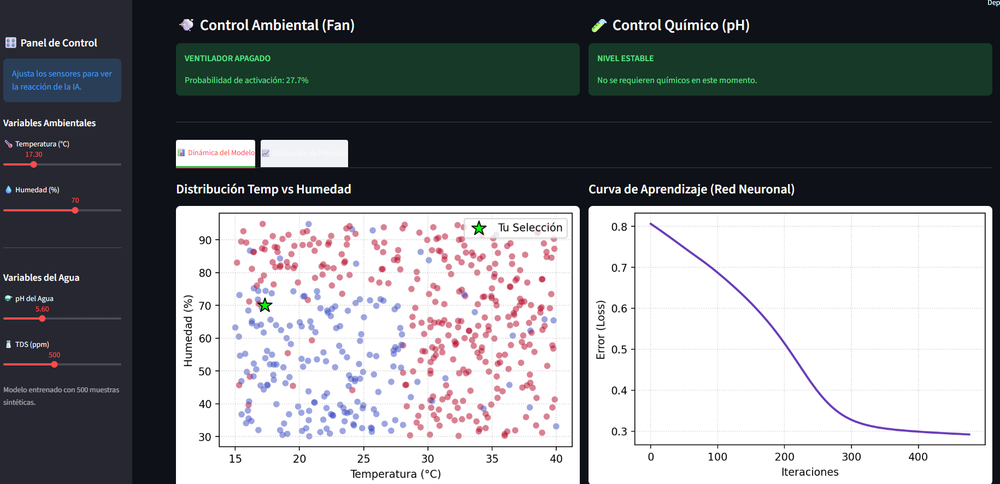 Dep
Panel de Control
Ajusta los sensores para ver
la reacción de la IA.
Variables Ambientales
Temperatura (°C)
17.30
Humedad (%)
70
Variables del Agua
pH del Agua
5.60
TDS (ppm)
500
Modelo entrenado con 500 muestras
sintéticas.
Control Ambiental (Fan)
VENTILADOR APAGADO
Probabilidad de activación: 27.7%
Control Químico (pH)
NIVEL ESTABLE
No se requieren químicos en este momento.
Dinámica del Modelo
Evaluación de Precisión
Distribución Temp vs Humedad
Tu Selección
Humedad (%)
90
80
70
60
50
40
30
15 20 25 30 35 40
Temperatura (°C)
Curva de Aprendizaje (Red Neuronal)
Error (Loss)
0.8
0.7
0.6
0.5
0.4
0.3
0 100 200 300 400
Iteraciones